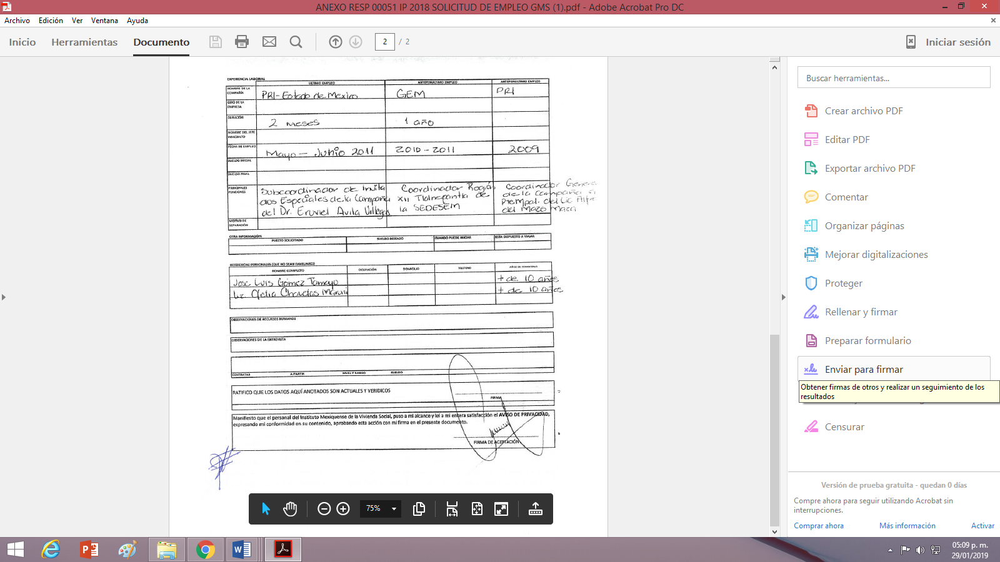 ANEXO RESP 00051 IP 2018 SOLICITUD DE EMPLEO GMS (1).pdf - Adobe Acrobat Pro DC
Archivo Edición Ver Ventana Ayuda
Inicio Herramientas Documento 2 / 2 Iniciar sesión
EXPERIENCIA LABORAL
ULTIMO EMPLEO ANTEPENULTIMO EMPLEO ANTEPENULTIMO EMPLEO
NOMBRE DE LA COMPAÑÍA PRI-Estado de Mexico GEM PRI
GIRO DE LA EMPRESA
DURACIÓN 2 meses 1 año
NOMBRE DEL JEFE INMEDIATO
FECHA DE EMPLEO Mayo - Junio 2011 2010-2011 2009
SUELDO INICIAL
SUELDO FINAL
PRINCIPALES FUNCIONES
Subcoordinador de invita
dos Especiales de la Campaña
del Dr. Eruviel Avila Villegas
Coordinador Región
XII Tlalnepantla de
la SEDESEM
Coordinador Genera
de la Campaña
del Lic Alfre
del Mazo Maza
MOTIVO DE SEPARACIÓN
OTRA INFORMACIÓN
PUESTO SOLICITADO SUELDO DESEADO CUANDO PUEDE INICIAR ESTA DISPUESTO A VIAJAR
REFERENCIAS PERSONALES (QUE NO SEAN FAMILIARES)
NOMBRE COMPLETO OCUPACIÓN DOMICILIO TELEFONO AÑOS DE CONOCERLO
Jose Luis Gómez Tamayo + de 10 años
Lic. Ofelia + de 10 años
OBSERVACIONES DE RECURSOS HUMANOS
OBSERVACIONES DE LA ENTREVISTA
CONTRATAR A PARTIR NIVEL Y RANGO SUELDO
RATIFICO QUE LOS DATOS AQUÍ ANOTADOS SON ACTUALES Y VERIDICOS
FIRMA
Manifiesto que el personal del Instituto Mexiquense de la Vivienda Social, puso a mi alcance y leí a mi entera satisfacción el AVISO DE PRIVACIDAD,
expresando mi conformidad en su contenido, aprobando esta acción con mi firma en el presente documento.
FIRMA DE ACEPTACIÓN
75%
Buscar herramientas...
Crear archivo PDF
Editar PDF
Exportar archivo PDF
Comentar
Organizar páginas
Mejorar digitalizaciones
Proteger
Rellenar y firmar
Preparar formulario
Enviar para firmar
Obtener firmas de otros y realizar un seguimiento de los
resultados
Censurar
Versión de prueba gratuita - quedan 0 días
Compre ahora para seguir utilizando Acrobat sin
interrupciones.
Comprar ahora Más información Activar
05:09 p. m.
29/01/2019